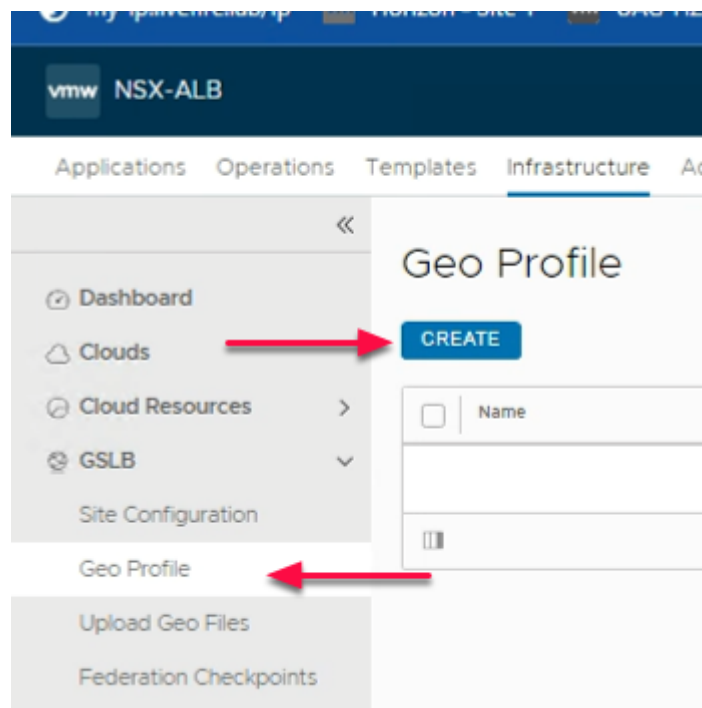 vmw NSX-ALB
Applications Operations Templates Infrastructure
Geo Profile
CREATE
Name
Dashboard
Clouds
Cloud Resources
GSLB
Site Configuration
Geo Profile
Upload Geo Files
Federation Checkpoints